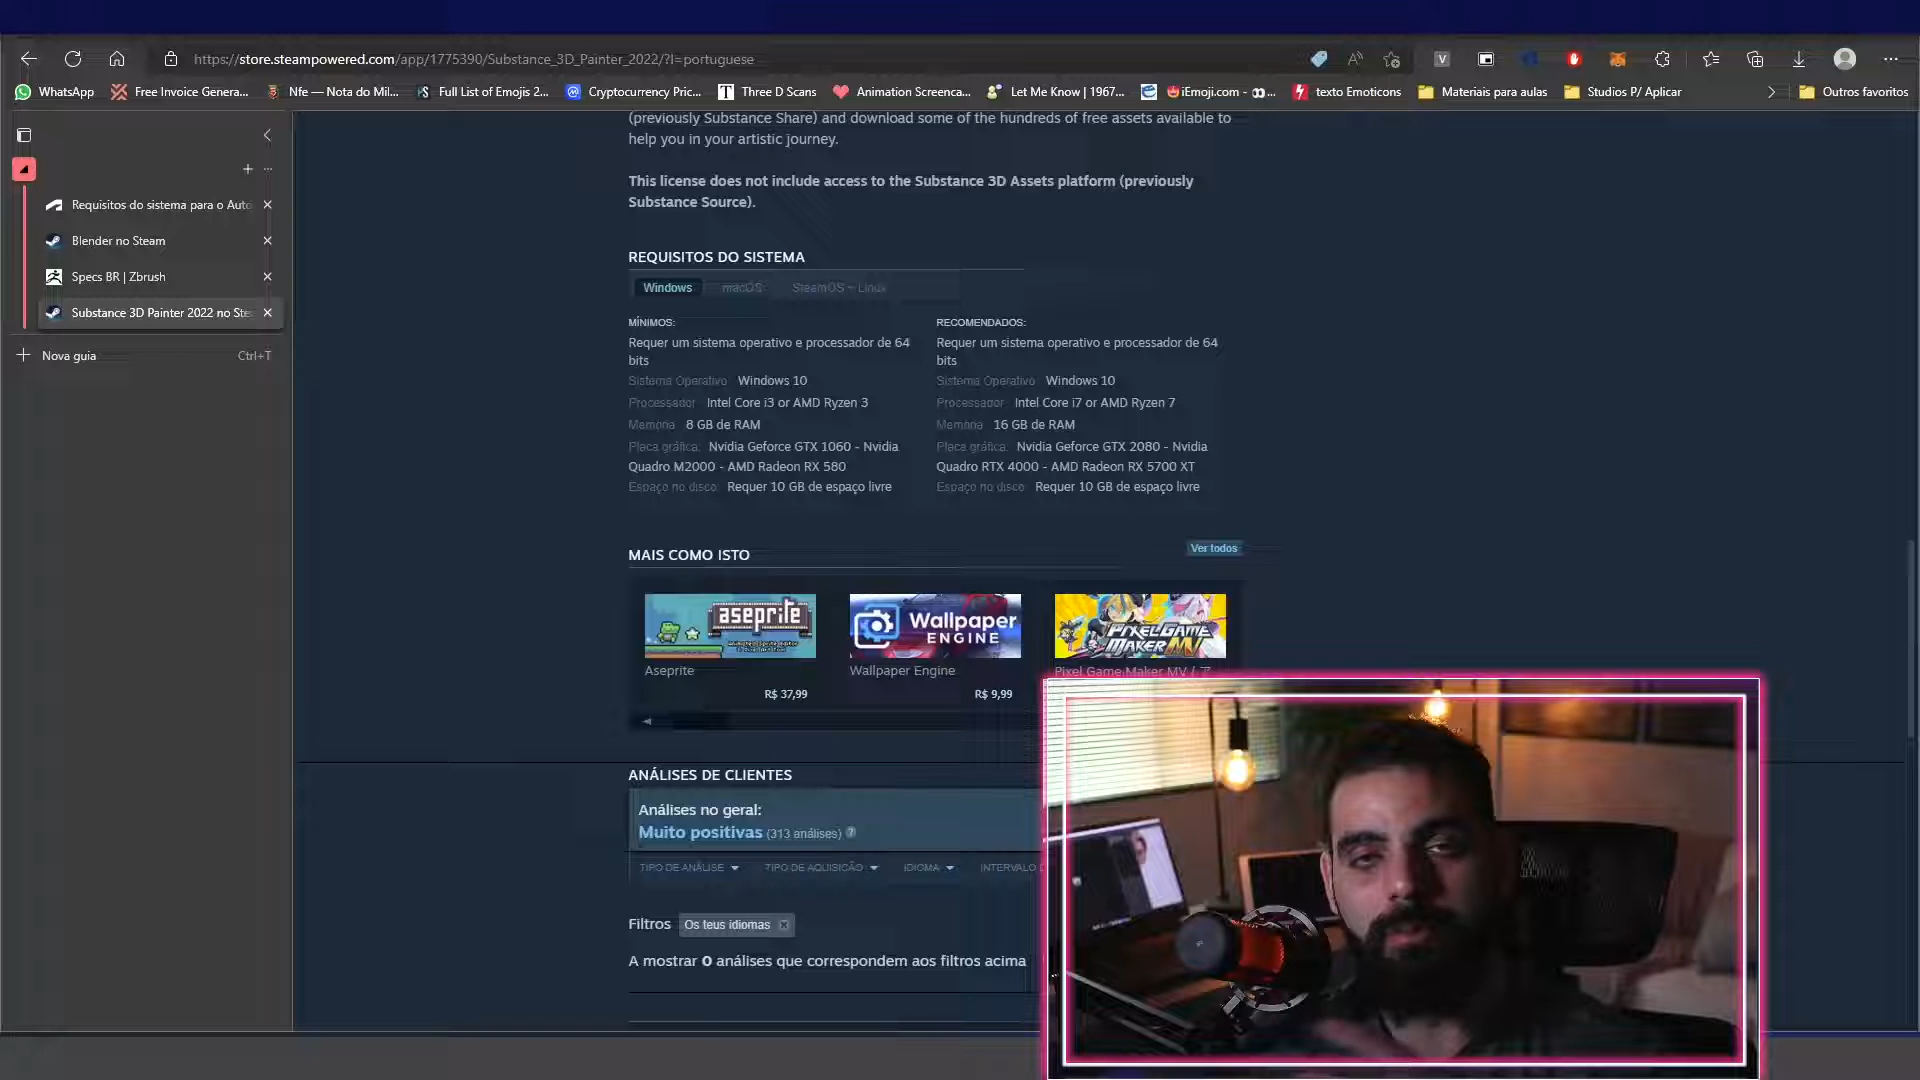 https://store.steampowered.com/app/1775390/Substance_3D_Painter_2022/?l=portuguese
WhatsApp
Free Invoice Genera...
Nfe — Nota do Mil...
Full List of Emojis 2...
Cryptocurrency Pric...
Three D Scans
Animation Screenca...
Let Me Know | 1967...
iEmoji.com -
texto Emoticons
Materiais para aulas
Studios P/ Aplicar
Outros favoritos
Requisitos do sistema para o Auto
Blender no Steam
Specs BR | Zbrush
Substance 3D Painter 2022 no Ste
Nova guia
Ctrl+T
(previously Substance Share) and download some of the hundreds of free assets available to
help you in your artistic journey.
This license does not include access to the Substance 3D Assets platform (previously
Substance Source).
REQUISITOS DO SISTEMA
Windows
macOS
SteamOS + Linux
MÍNIMOS:
Requer um sistema operativo e processador de 64
bits
Sistema Operativo Windows 10
Processador Intel Core i3 or AMD Ryzen 3
Memória 8 GB de RAM
Placa gráfica: Nvidia Geforce GTX 1060 - Nvidia
Quadro M2000 - AMD Radeon RX 580
Espaço no disco: Requer 10 GB de espaço livre
RECOMENDADOS:
Requer um sistema operativo e processador de 64
bits
Sistema Operativo Windows 10
Processador Intel Core i7 or AMD Ryzen 7
Memória 16 GB de RAM
Placa gráfica: Nvidia Geforce GTX 2080 - Nvidia
Quadro RTX 4000 - AMD Radeon RX 5700 XT
Espaço no disco: Requer 10 GB de espaço livre
MAIS COMO ISTO
Ver todos
aseprite
Wallpaper
ENGINE
PIXEL GAME
MAKER MV
Aseprite
Wallpaper Engine
Pixel Game Maker MV / ア
R$ 37,99
R$ 9,99
ANÁLISES DE CLIENTES
Análises no geral:
Muito positivas (313 análises) ?
TIPO DE ANÁLISE
TIPO DE AQUISIÇÃO
IDIOMA
INTERVALO D
Filtros
Os teus idiomas
A mostrar 0 análises que correspondem aos filtros acima